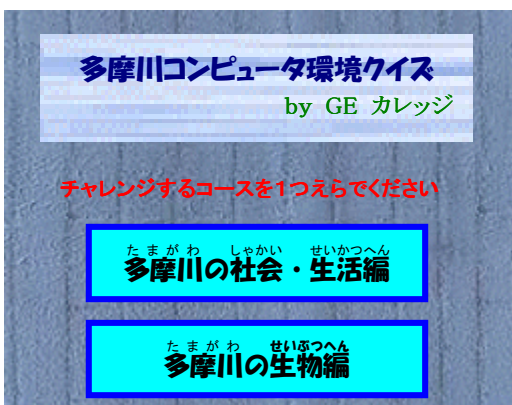 多摩川コンピュータ環境クイズ
by GE カレッジ
チャレンジするコースを1つえらでください
たまがわ しゃかい せいかつへん
多摩川の社会・生活編
たまがわ せいぶつへん
多摩川の生物編